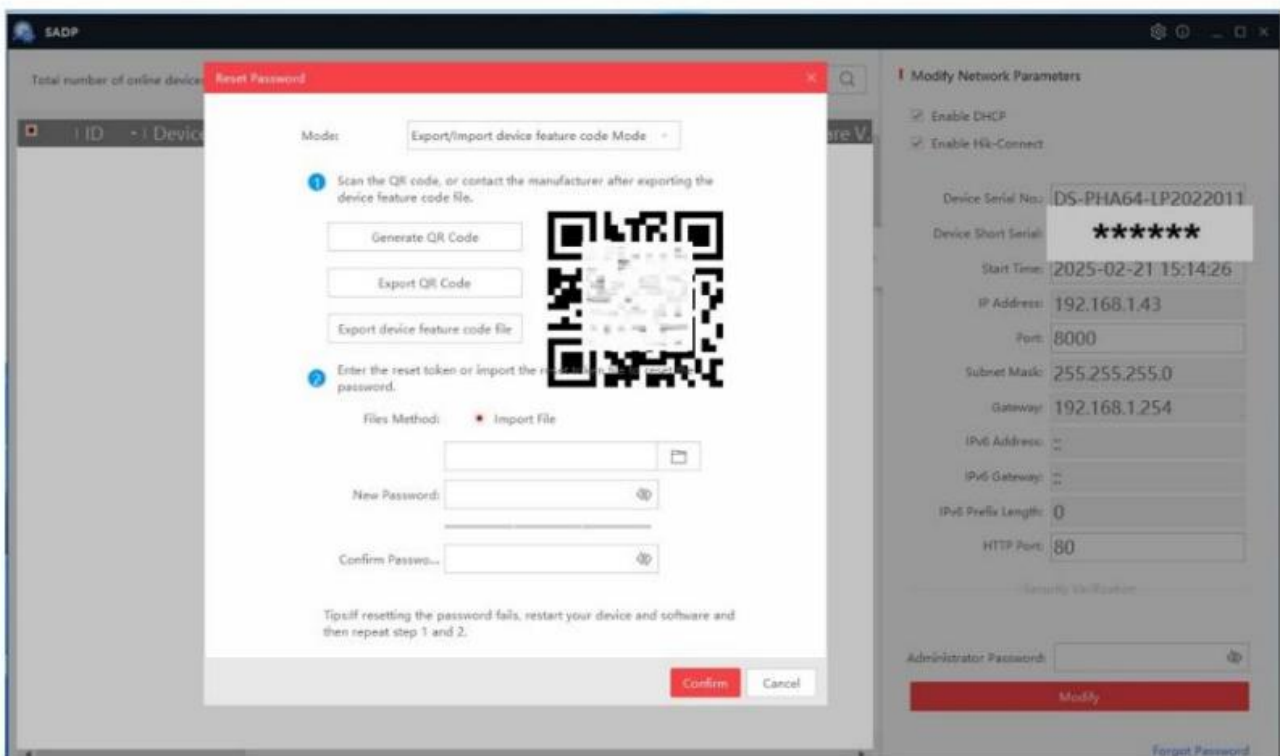 SADP
Total number of online device
Reset Password
Modify Network Parameters
ID
Device
are V.
Enable DHCP
Enable Hik-Connect
Mode:
Export/Import device feature code Mode
1
Scan the QR code, or contact the manufacturer after exporting the
device feature code file.
Generate QR Code
Export QR Code
Export device feature code file
2
Enter the reset token or import the reset
password.
Files Method:
Import File
New Password:
Confirm Passwo...
Tips:If resetting the password fails, restart your device and software and
then repeat step 1 and 2.
Confirm
Cancel
Device Serial No.: DS-PHA64-LP2022011
Device Short Serial: ******
Start Time: 2025-02-21 15:14:26
IP Address: 192.168.1.43
Port: 8000
Subnet Mask: 255.255.255.0
Gateway: 192.168.1.254
IPv6 Address: ::
IPv6 Gateway: ::
IPv6 Prefix Length: 0
HTTP Port: 80
Security Verification
Administrator Password:
Modify
Forgot Password